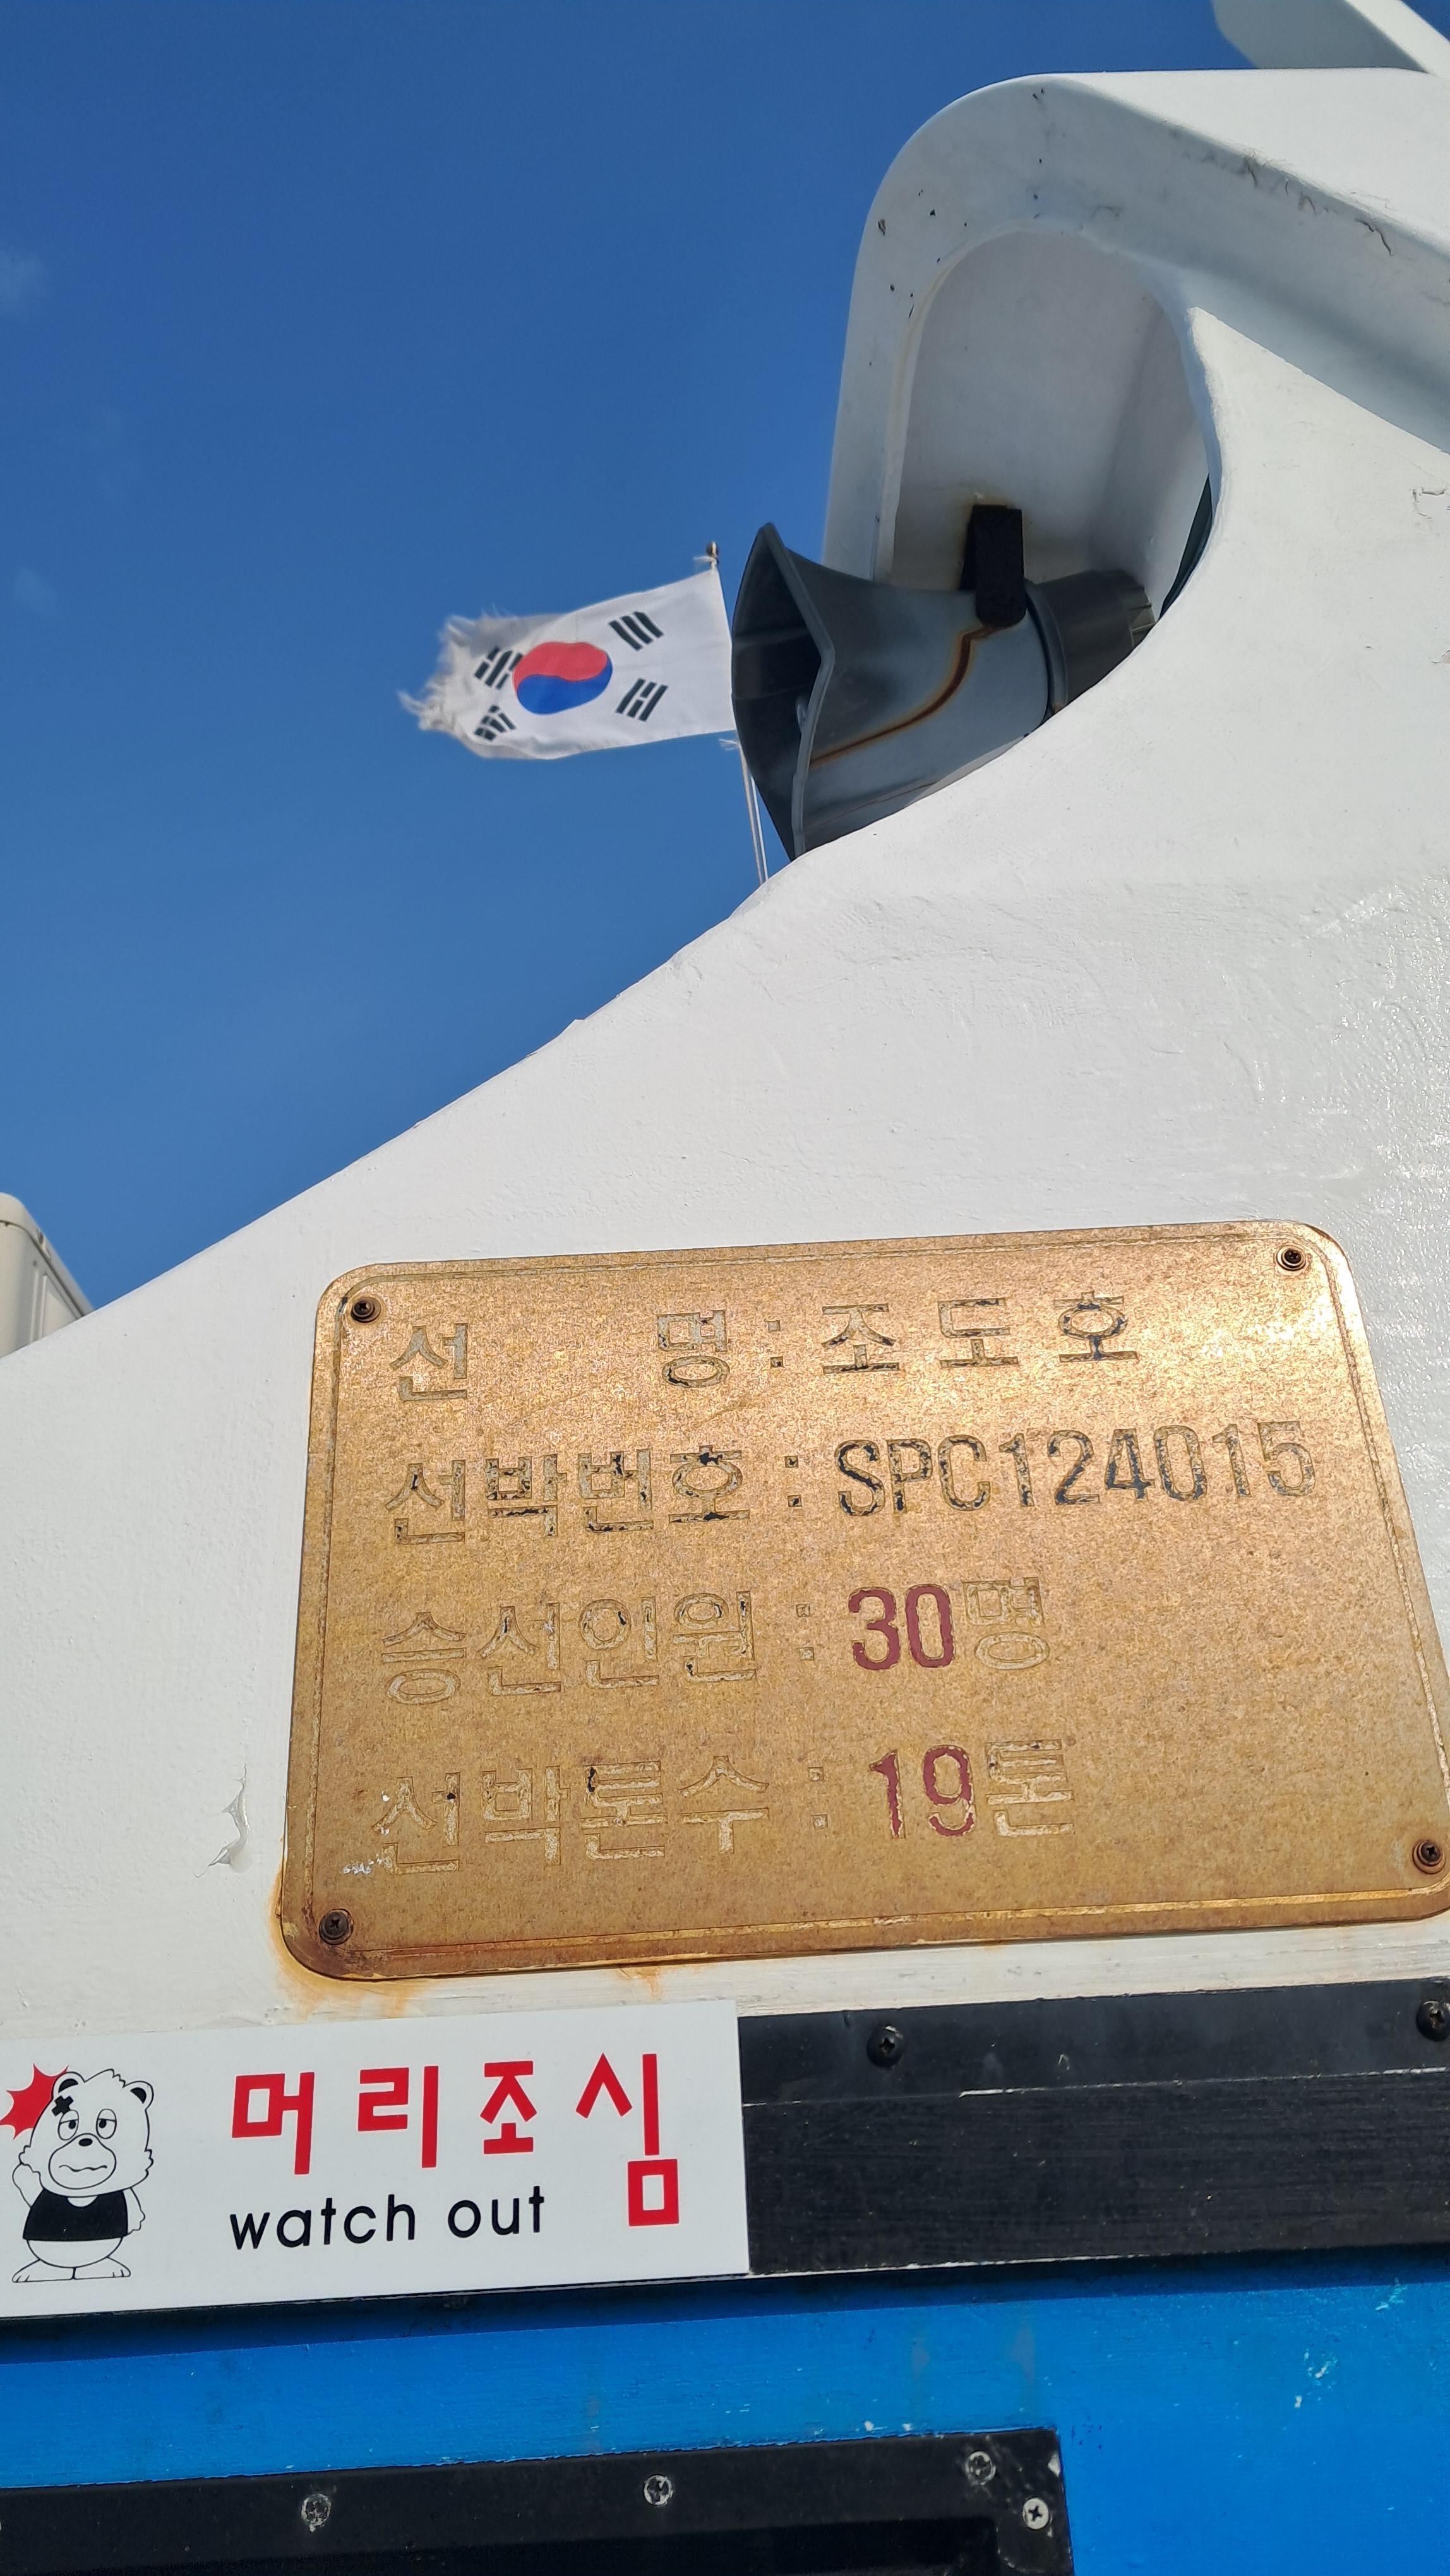 선 명 : 조도호
선박번호 : SPC124015
승선인원 : 30명
선박톤수 : 19톤
머리조심
watch out